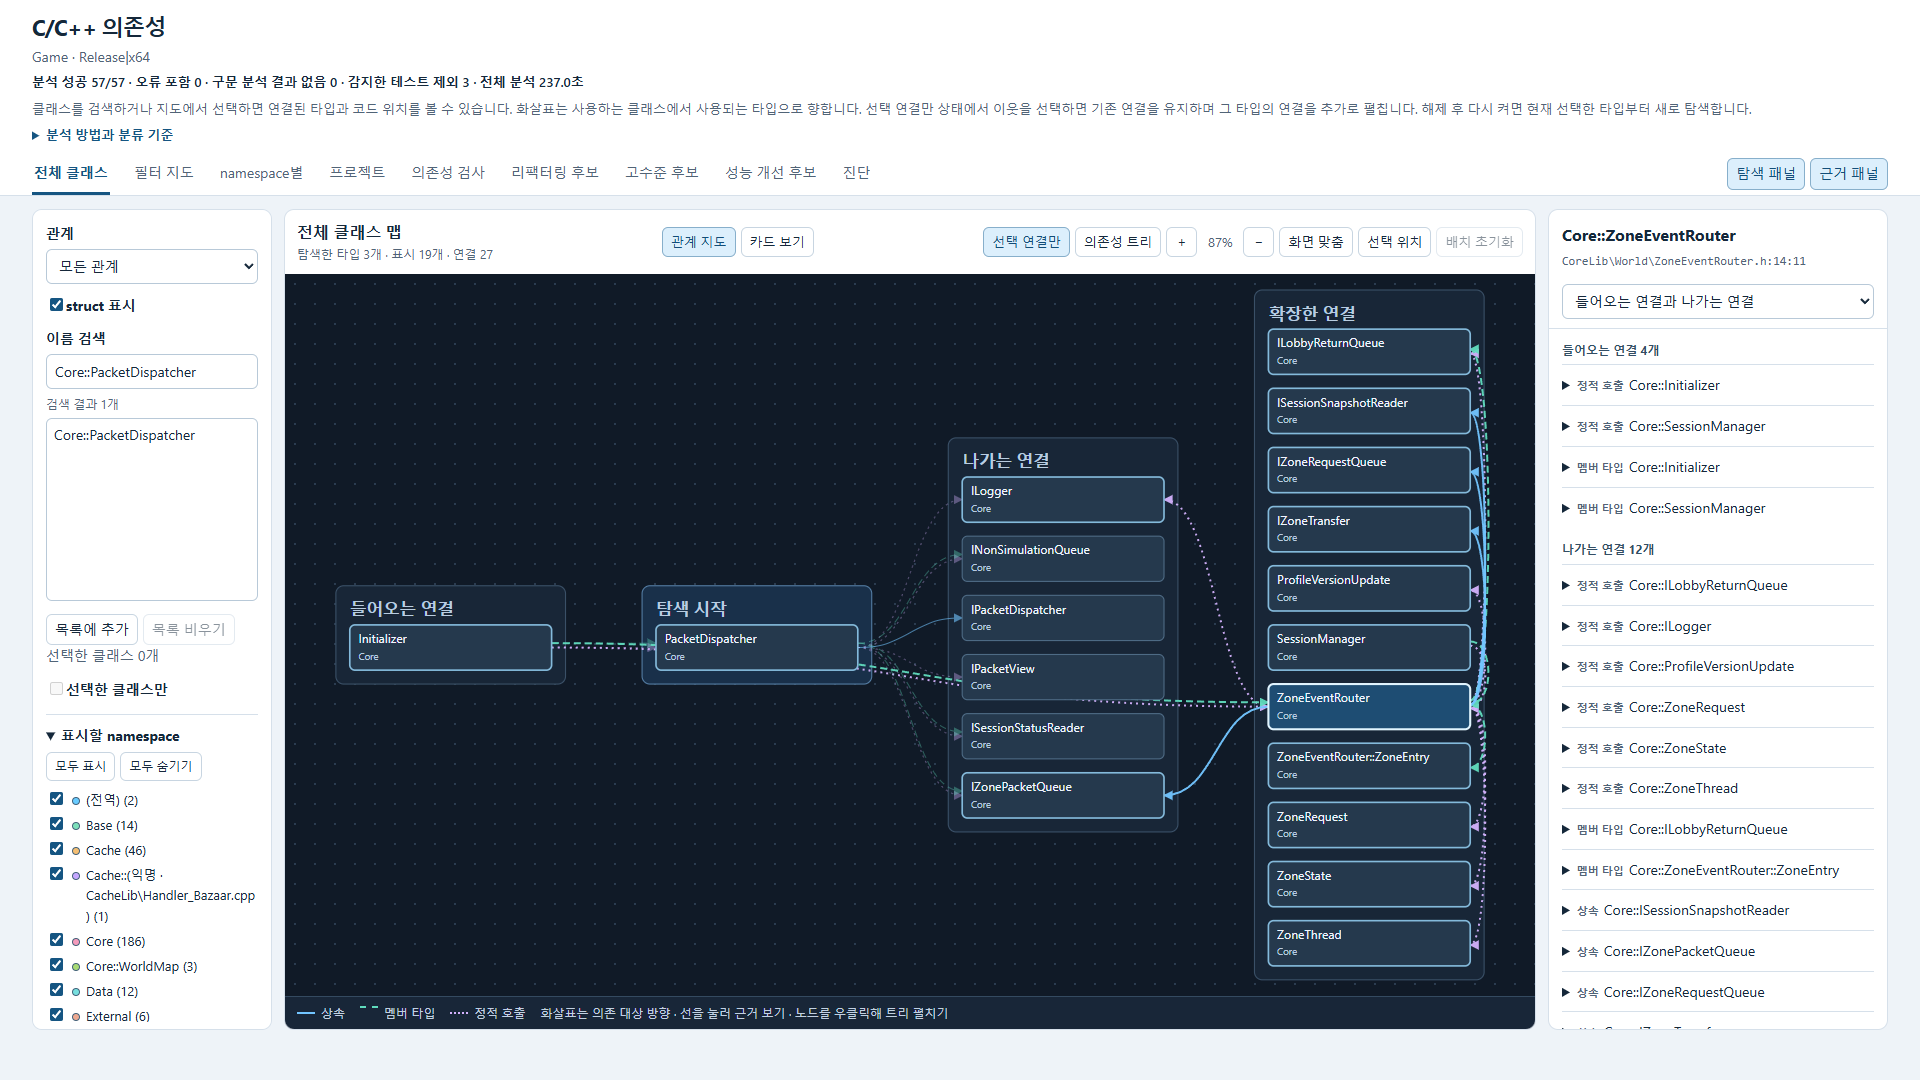 C/C++ 의존성
Game · Release|x64
분석 성공 57/57 · 오류 포함 0 · 구문 분석 결과 없음 0 · 감지한 테스트 제외 3 · 전체 분석 237.0초
클래스를 검색하거나 지도에서 선택하면 연결된 타입과 코드 위치를 볼 수 있습니다. 화살표는 사용하는 클래스에서 사용되는 타입으로 향합니다. 선택 연결만 상태에서 이웃을 선택하면 기존 연결을 유지하며 그 타입의 연결을 추가로 펼칩니다. 해제 후 다시 켜면 현재 선택한 타입부터 새로 탐색합니다.
▶ 분석 방법과 분류 기준
전체 클래스 필터 지도 namespace별 프로젝트 의존성 검사 리팩터링 후보 고수준 후보 성능 개선 후보 진단 탐색 패널 근거 패널
관계
모든 관계
struct 표시
이름 검색
Core::PacketDispatcher
검색 결과 1개
Core::PacketDispatcher
목록에 추가 목록 비우기
선택한 클래스 0개
선택한 클래스만
▼ 표시할 namespace
모두 표시 모두 숨기기
(전역) (2)
Base (14)
Cache (46)
Cache::(익명 ·
CacheLib\Handler_Bazaar.cpp
) (1)
Core (186)
Core::WorldMap (3)
Data (12)
External (6)
전체 클래스 맵
탐색한 타입 3개 · 표시 19개 · 연결 27
관계 지도 카드 보기
선택 연결만 의존성 트리 + 87% − 화면 맞춤 선택 위치 배치 초기화
들어오는 연결
Initializer
Core
탐색 시작
PacketDispatcher
Core
나가는 연결
ILogger
Core
INonSimulationQueue
Core
IPacketDispatcher
Core
IPacketView
Core
ISessionStatusReader
Core
IZonePacketQueue
Core
확장한 연결
ILobbyReturnQueue
Core
ISessionSnapshotReader
Core
IZoneRequestQueue
Core
IZoneTransfer
Core
ProfileVersionUpdate
Core
SessionManager
Core
ZoneEventRouter
Core
ZoneEventRouter::ZoneEntry
Core
ZoneRequest
Core
ZoneState
Core
ZoneThread
Core
상속 멤버 타입 정적 호출 화살표는 의존 대상 방향 · 선을 눌러 근거 보기 · 노드를 우클릭해 트리 펼치기
Core::ZoneEventRouter
CoreLib\World\ZoneEventRouter.h:14:11
들어오는 연결과 나가는 연결
들어오는 연결 4개
▶ 정적 호출 Core::Initializer
▶ 정적 호출 Core::SessionManager
▶ 멤버 타입 Core::Initializer
▶ 멤버 타입 Core::SessionManager
나가는 연결 12개
▶ 정적 호출 Core::ILobbyReturnQueue
▶ 정적 호출 Core::ILogger
▶ 정적 호출 Core::ProfileVersionUpdate
▶ 정적 호출 Core::ZoneRequest
▶ 정적 호출 Core::ZoneState
▶ 정적 호출 Core::ZoneThread
▶ 멤버 타입 Core::ILobbyReturnQueue
▶ 멤버 타입 Core::ZoneEventRouter::ZoneEntry
▶ 상속 Core::ISessionSnapshotReader
▶ 상속 Core::IZonePacketQueue
▶ 상속 Core::IZoneRequestQueue